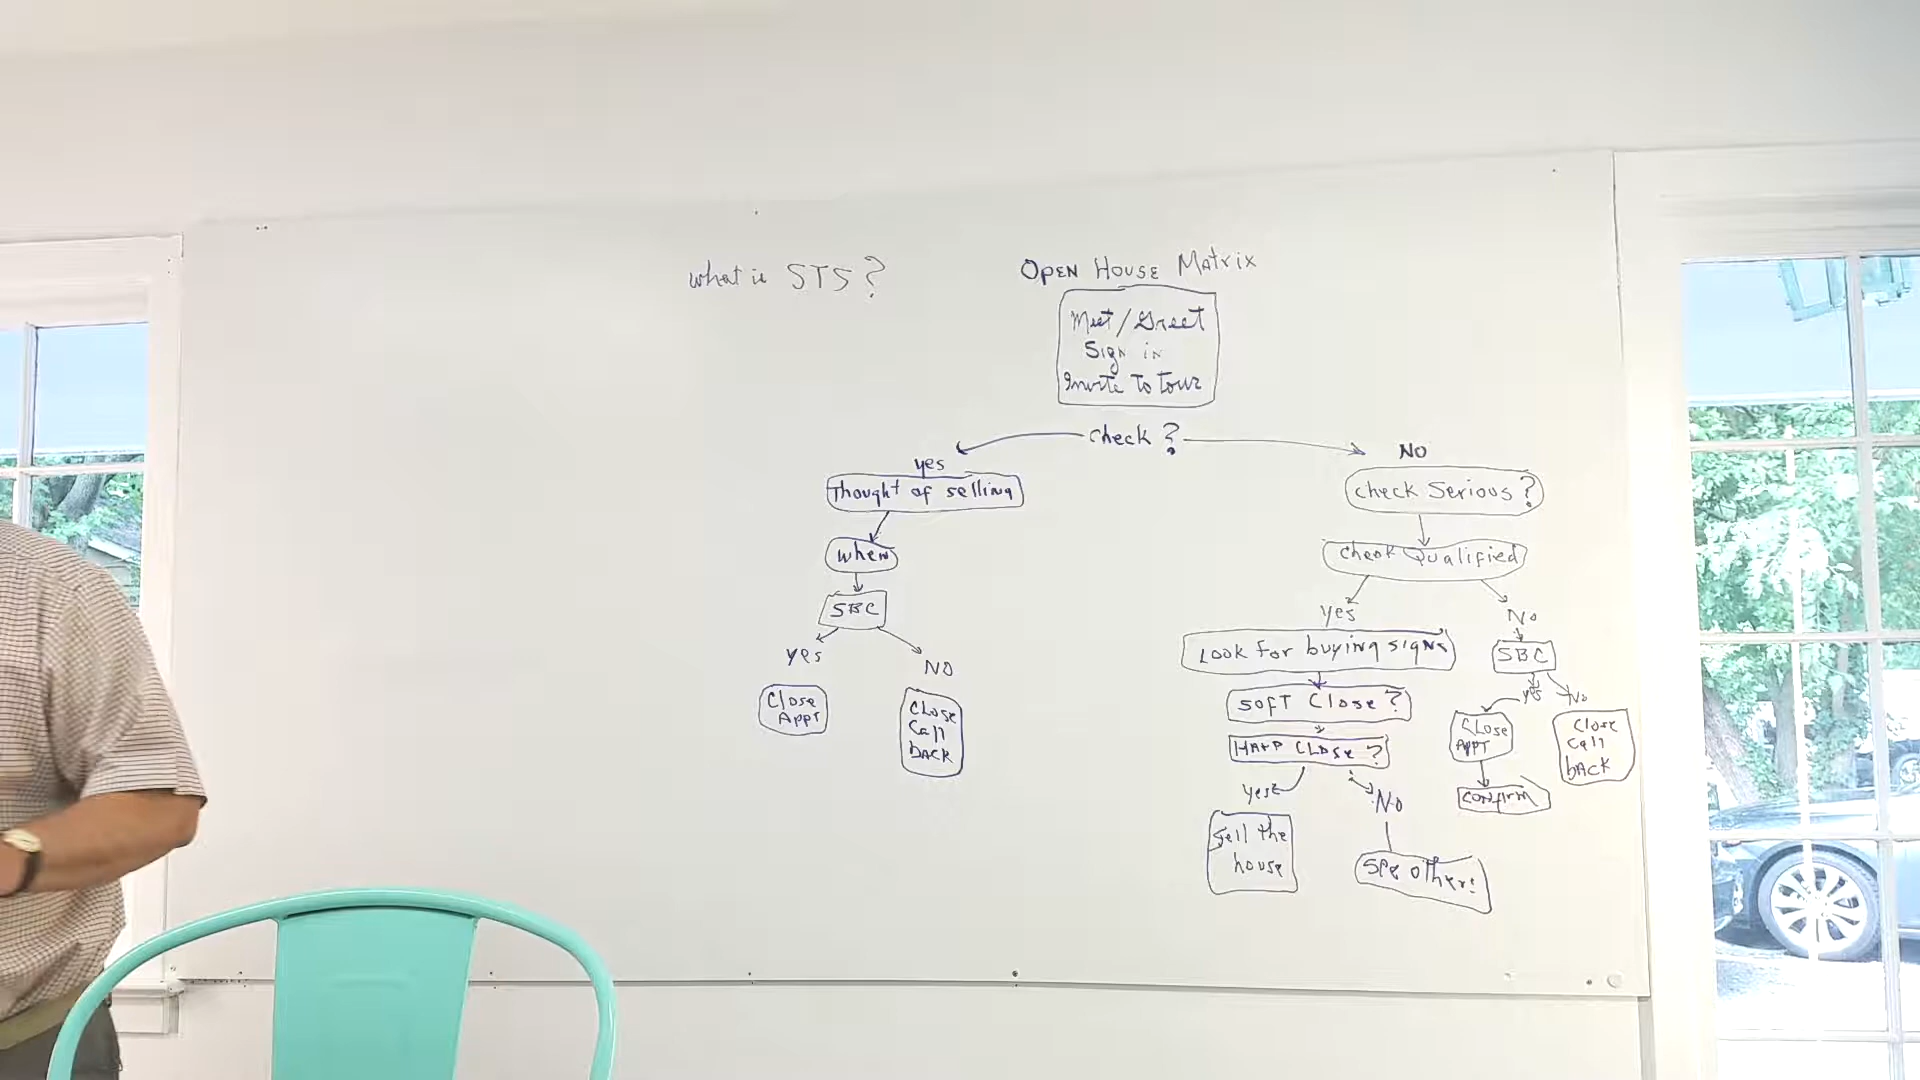 what is STS?
OPEN HOUSE Matrix
Meet/Greet
Sign in
Invite To Tour
Check ?
yes
Thought of selling
when
SBC
yes
Close
APPT
NO
CLose
Call
bACK
NO
Check Serious?
Check Qualified
yes
Look for buying signs
SOFT Close ?
HARD CLOSE ?
yes
Sell the
house
No
See other!
No
SBC
yes
CLose
APPT
confirm
No
Close
Call
bACK